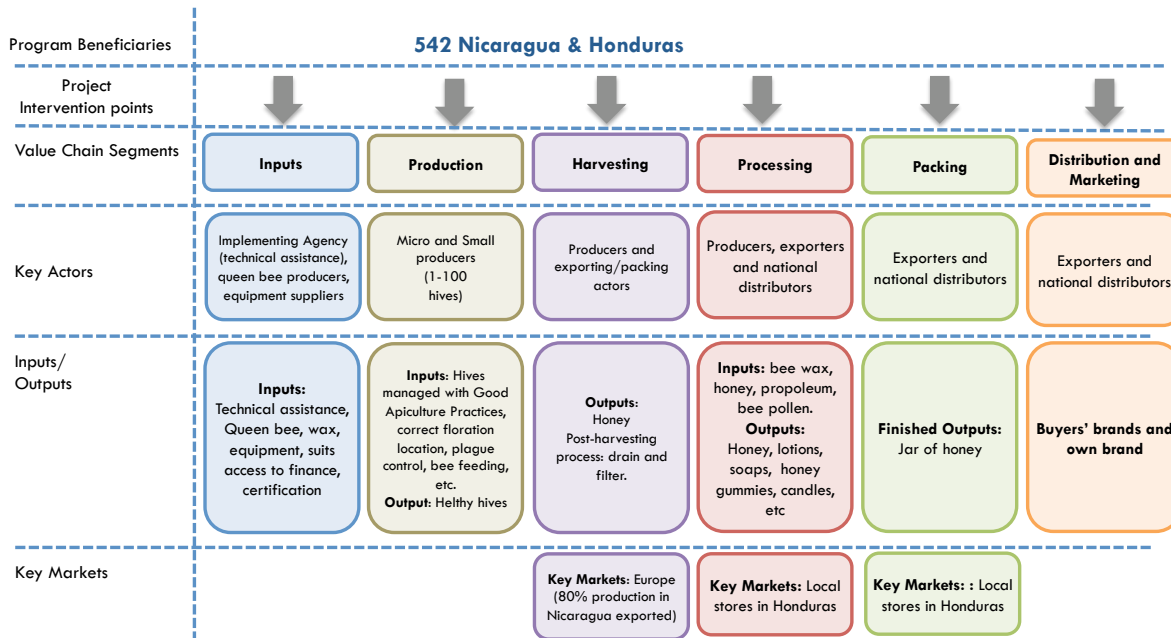 Program Beneficiaries
542 Nicaragua & Honduras
Project
Intervention points
Value Chain Segments
Inputs
Production
Harvesting
Processing
Packing
Distribution and
Marketing
Key Actors
Implementing Agency
(technical assistance),
queen bee producers,
equipment suppliers
Micro and Small
producers
(1-100
hives)
Producers and
exporting/packing
actors
Producers, exporters
and national
distributors
Exporters and
national distributors
Exporters and
national distributors
Inputs/
Outputs
Inputs:
Technical assistance,
Queen bee, wax,
equipment, suits
access to finance,
certification
Inputs: Hives
managed with Good
Apiculture Practices,
correct floration
location, plague
control, bee feeding,
etc.
Output: Helthy hives
Outputs:
Honey
Post-harvesting
process: drain and
filter.
Inputs: bee wax,
honey, propoleum,
bee pollen.
Outputs:
Honey, lotions,
soaps, honey
gummies, candles,
etc
Finished Outputs:
Jar of honey
Buyers' brands and
own brand
Key Markets
Key Markets: Europe
(80% production in
Nicaragua exported)
Key Markets: Local
stores in Honduras
Key Markets: : Local
stores in Honduras